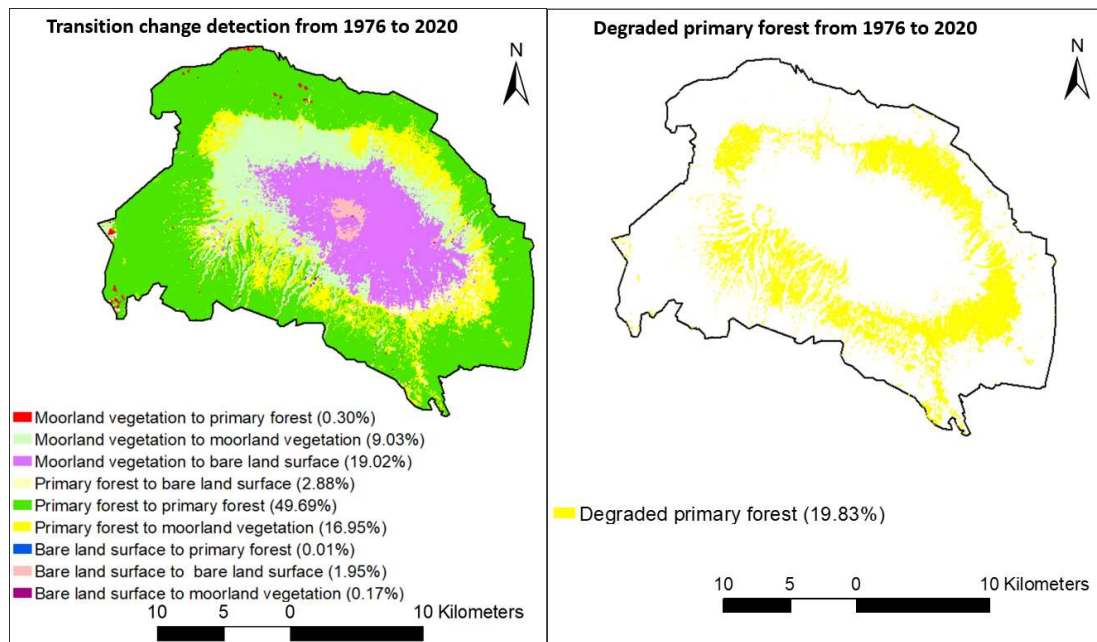 Transition change detection from 1976 to 2020
N
Moorland vegetation to primary forest (0.30%)
Moorland vegetation to moorland vegetation (9.03%)
Moorland vegetation to bare land surface (19.02%)
Primary forest to bare land surface (2.88%)
Primary forest to primary forest (49.69%)
Primary forest to moorland vegetation (16.95%)
Bare land surface to primary forest (0.01%)
Bare land surface to bare land surface (1.95%)
Bare land surface to moorland vegetation (0.17%)
10 5 0 10 Kilometers
Degraded primary forest from 1976 to 2020
N
Degraded primary forest (19.83%)
10 5 0 10 Kilometers